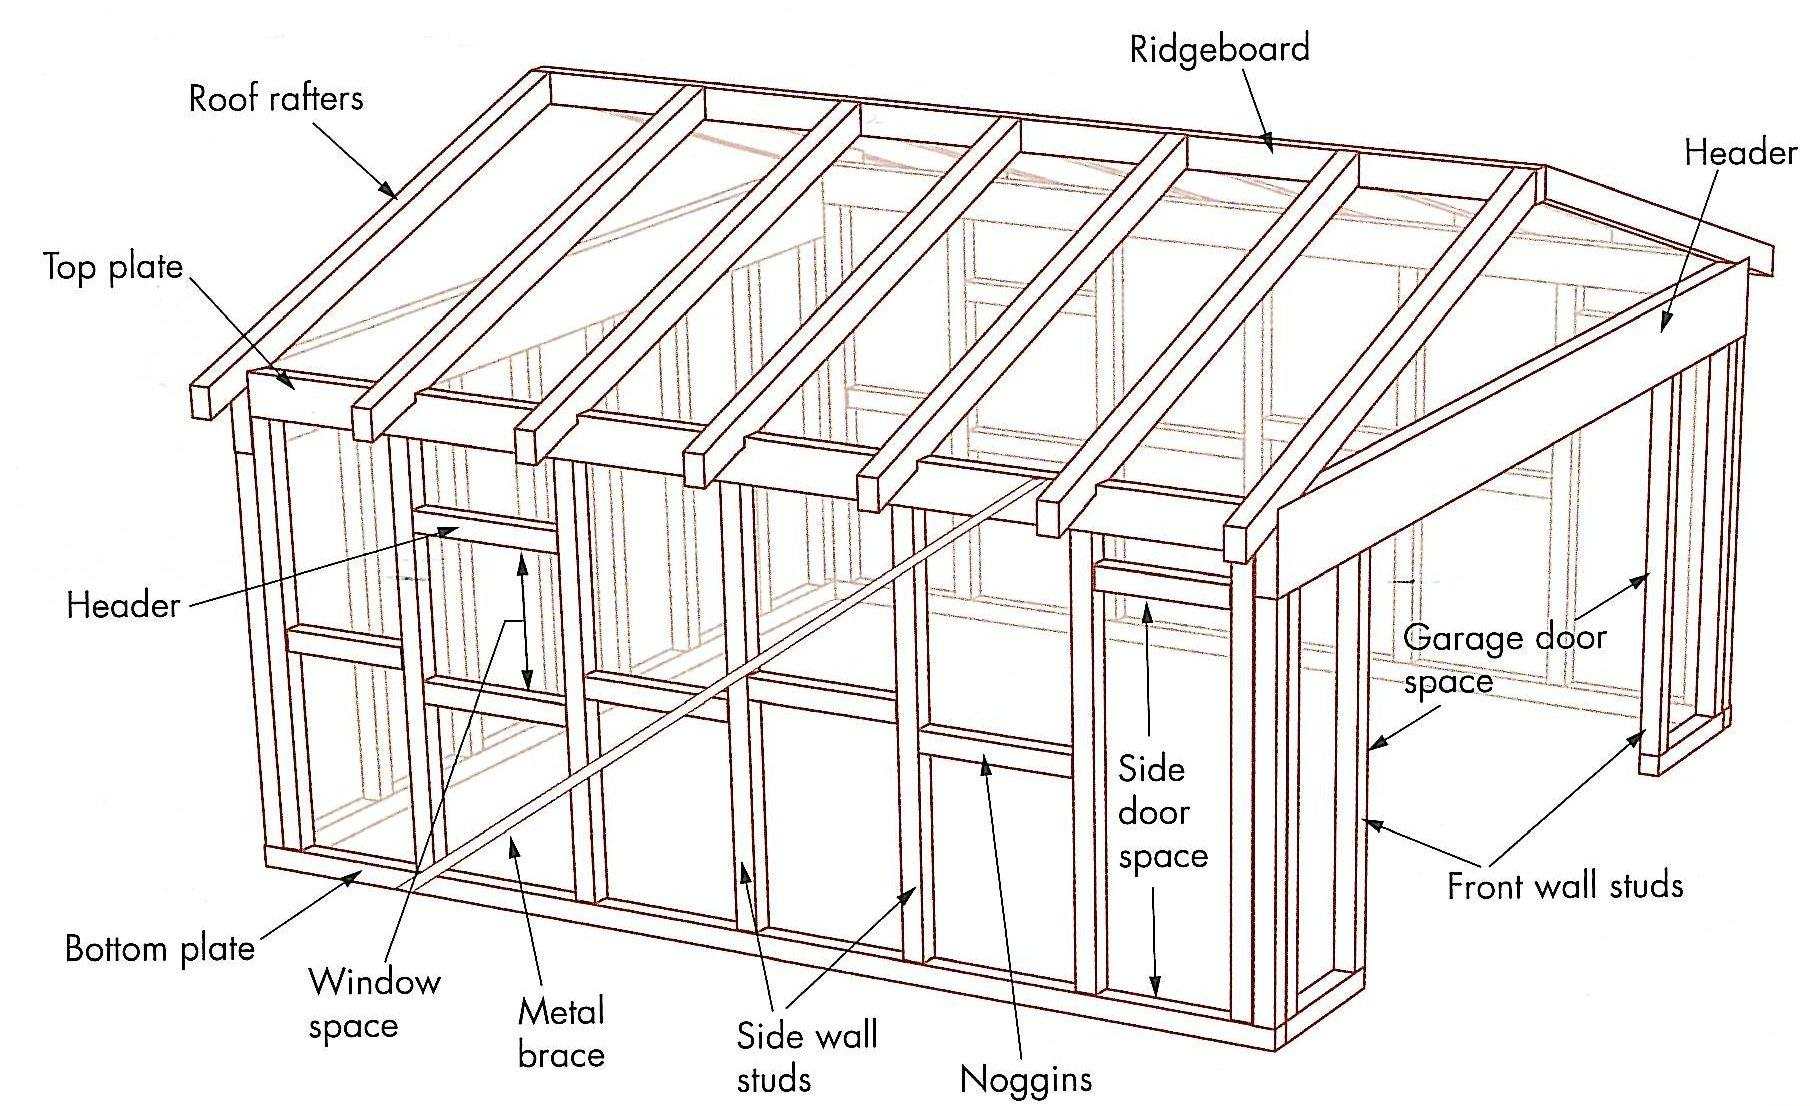 Ridgeboard
Roof rafters
Header
Top plate
Header
Garage door
space
Side
door
space
Front wall studs
Bottom plate
Window
space
Metal
brace
Side wall
studs
Noggins